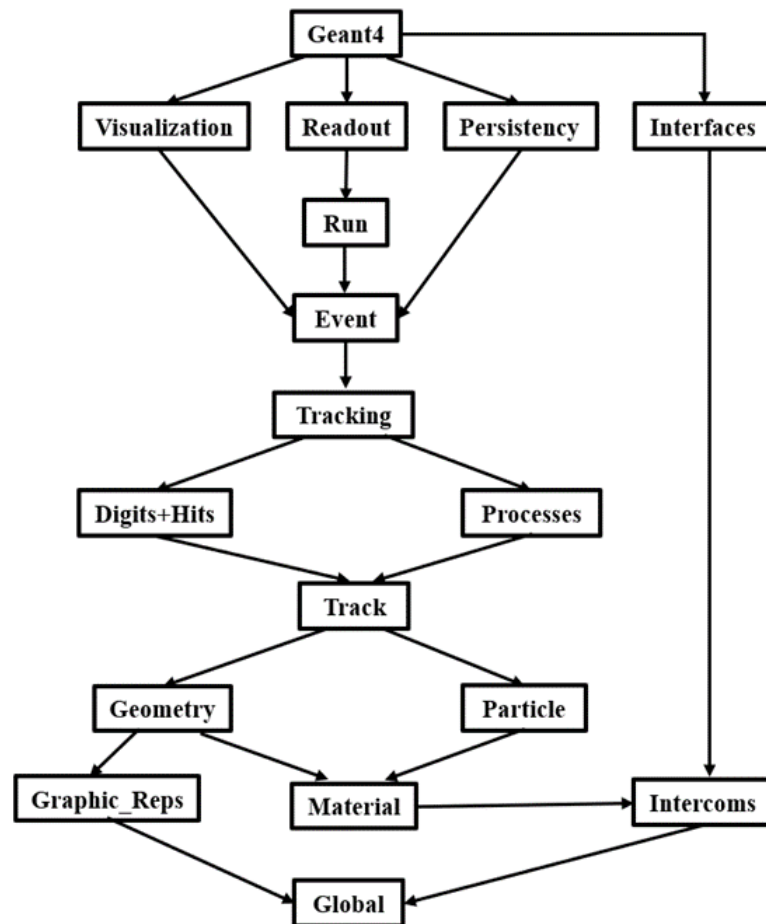 Geant4
Visualization
Readout
Persistency
Interfaces
Run
Event
Tracking
Digits+Hits
Processes
Track
Geometry
Particle
Graphic_Reps
Material
Intercoms
Global